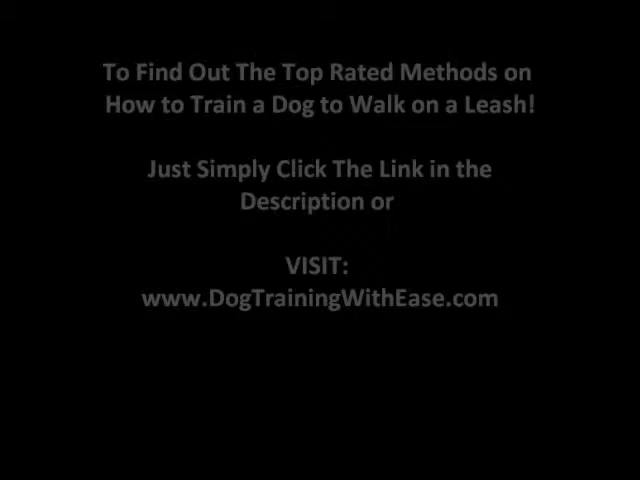 To Find Out The Top Rated Methods on
How to Train a Dog to Walk on a Leash!
Just Simply Click The Link in the
Description or
VISIT:
www.DogTrainingWithEase.com